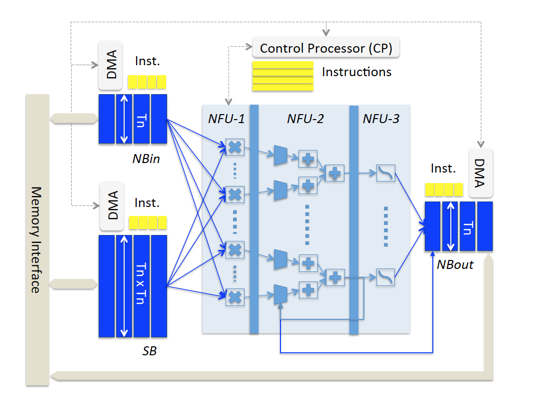 Control Processor (CP)
DMA
Inst.
Instructions
Tn
NBin
NFU-1
NFU-2
NFU-3
DMA
Inst.
Tn x Tn
SB
Memory Interface
Inst.
DMA
Tn
NBout